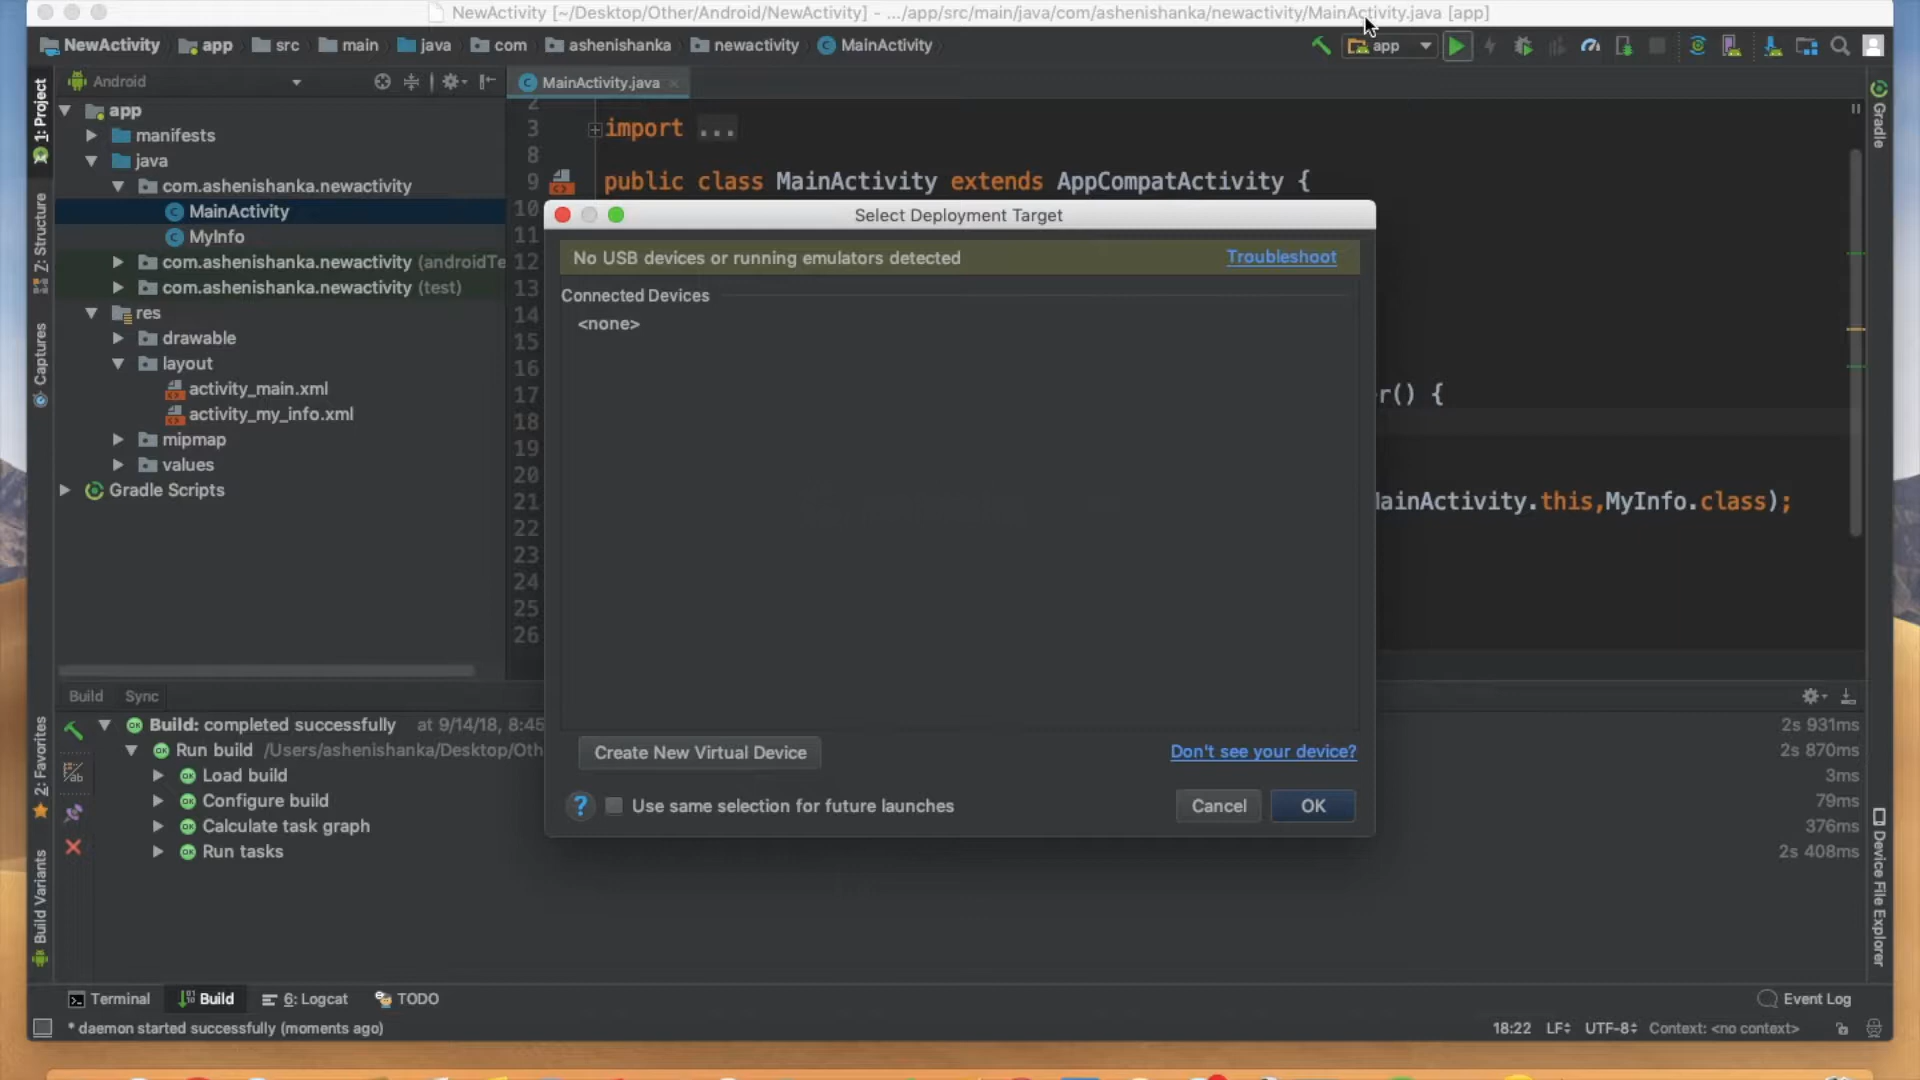 NewActivity [~/Desktop/Other/Android/NewActivity] - .../app/src/main/java/com/ashenishanka/newactivity/MainActivity.java [app]
NewActivity app src main java com ashenishanka newactivity MainActivity app
Android
MainActivity.java
1: Project
Z: Structure
Captures
2: Favorites
Build Variants
app
manifests
java
com.ashenishanka.newactivity
MainActivity
MyInfo
com.ashenishanka.newactivity (androidTe
com.ashenishanka.newactivity (test)
res
drawable
layout
activity_main.xml
activity_my_info.xml
mipmap
values
Gradle Scripts
2
3 import ...
8
9 public class MainActivity extends AppCompatActivity {
10
11
12
13
14
15
16
17 r() {
18
19
20
21 MainActivity.this,MyInfo.class);
22
23
24
25
26
Select Deployment Target
No USB devices or running emulators detected Troubleshoot
Connected Devices
<none>
Create New Virtual Device Don't see your device?
? Use same selection for future launches Cancel OK
Gradle
Device File Explorer
Build Sync
Build: completed successfully at 9/14/18, 8:45 2s 931ms
Run build /Users/ashenishanka/Desktop/Oth 2s 870ms
Load build 3ms
Configure build 79ms
Calculate task graph 376ms
Run tasks 2s 408ms
Terminal Build 6: Logcat TODO Event Log
* daemon started successfully (moments ago) 18:22 LF UTF-8 Context: <no context>